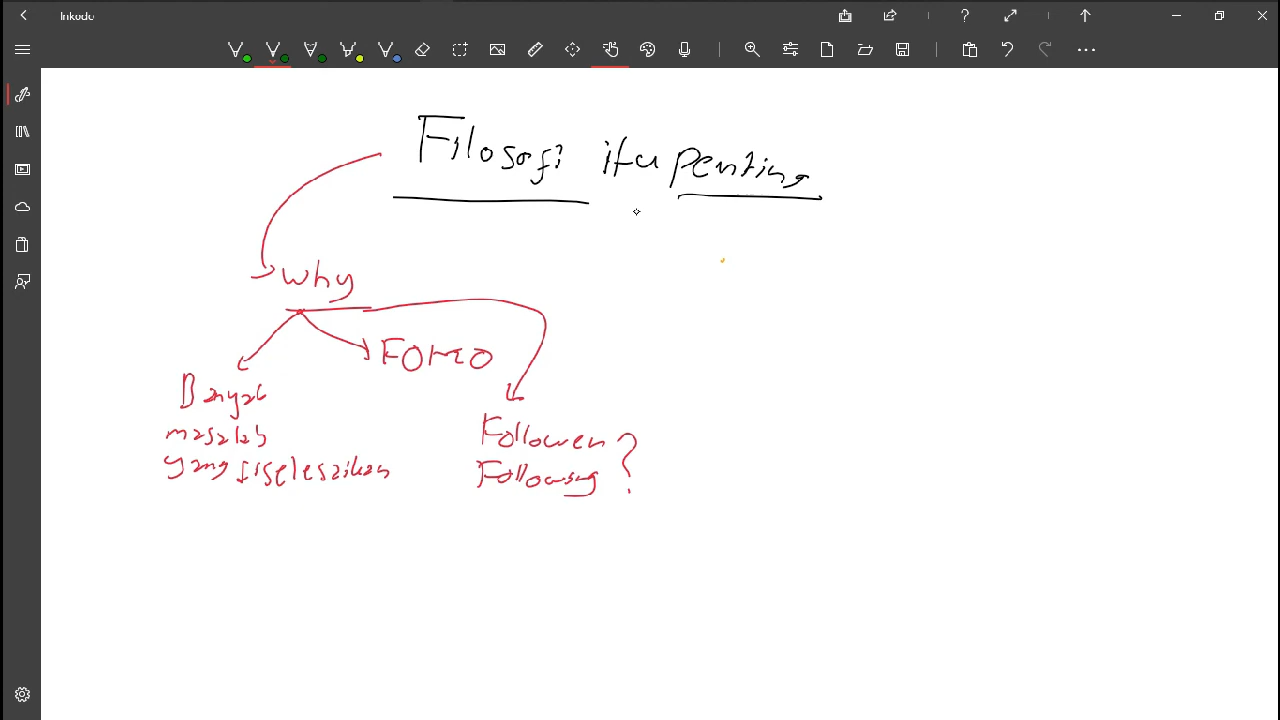 Inkodo
Filosofi itu penting
Why
FOMO
Banyak
masalah
yang diselesaikan
Follower
Following ?